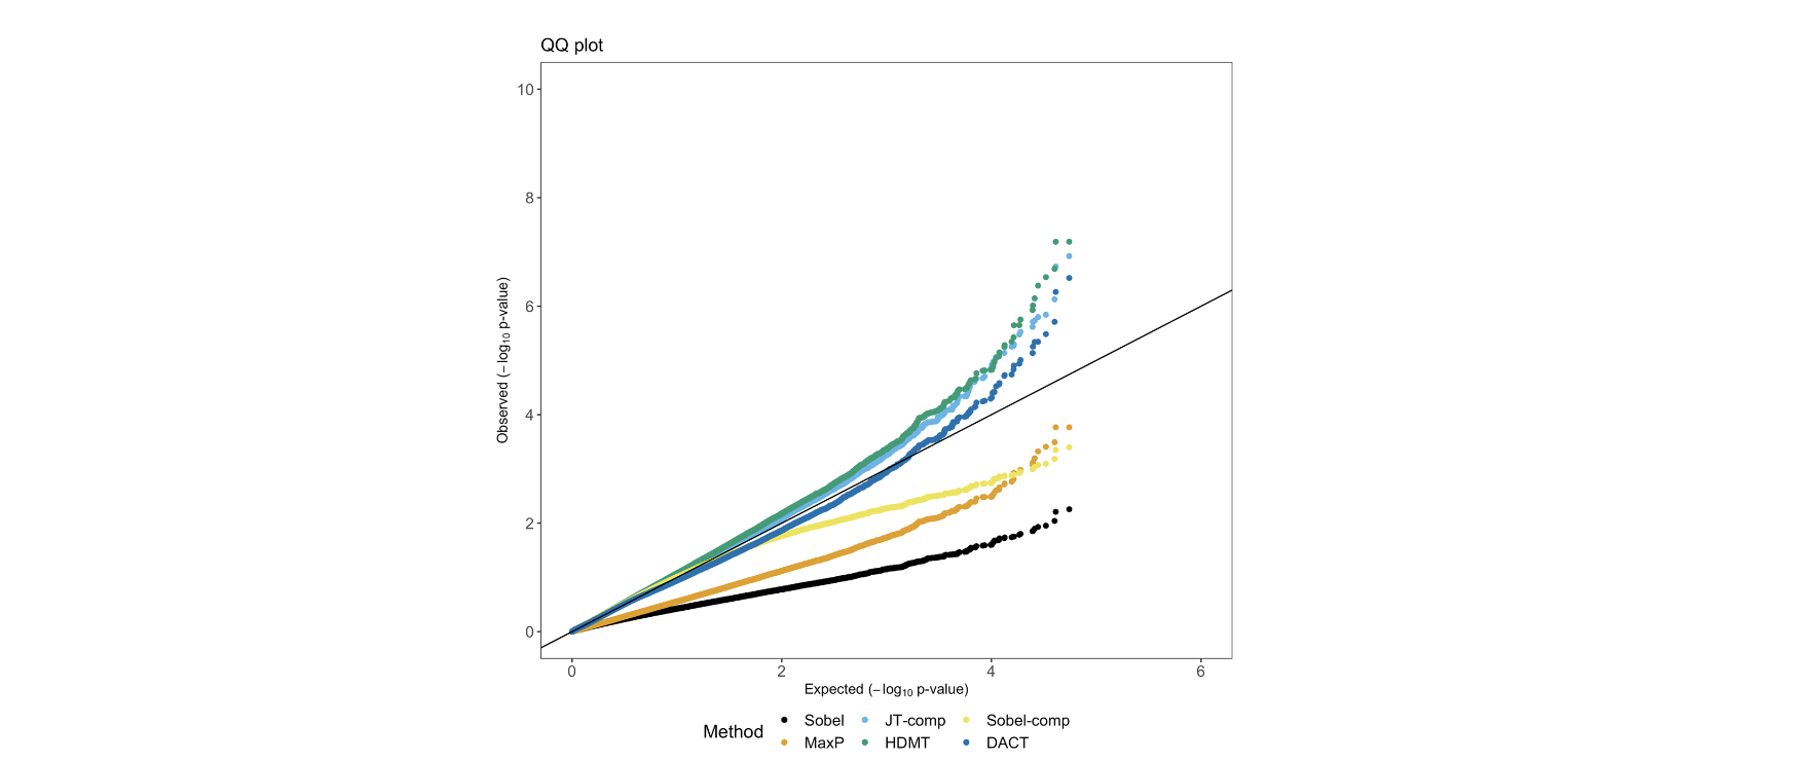 QQ plot
10
8
6
4
2
0
Observed (−log₁₀ p-value)
0 2 4 6
Expected (−log₁₀ p-value)
Method
Sobel JT-comp Sobel-comp
MaxP HDMT DACT